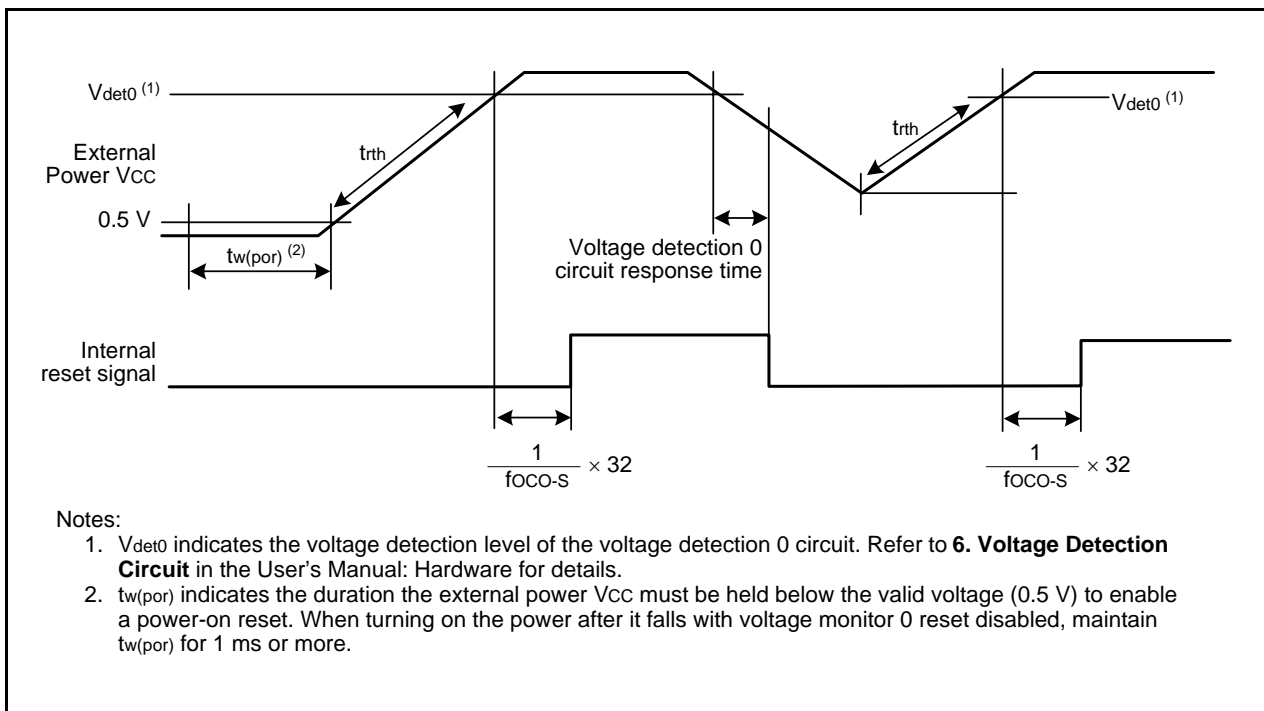 Vdet0 (1)
External
Power VCC
0.5 V
trth
tw(por) (2)
Voltage detection 0
circuit response time
trth
Vdet0 (1)
Internal
reset signal
1
fOCO-S
× 32
1
fOCO-S
× 32
Notes:
1. Vdet0 indicates the voltage detection level of the voltage detection 0 circuit. Refer to 6. Voltage Detection
Circuit in the User's Manual: Hardware for details.
2. tw(por) indicates the duration the external power VCC must be held below the valid voltage (0.5 V) to enable
a power-on reset. When turning on the power after it falls with voltage monitor 0 reset disabled, maintain
tw(por) for 1 ms or more.